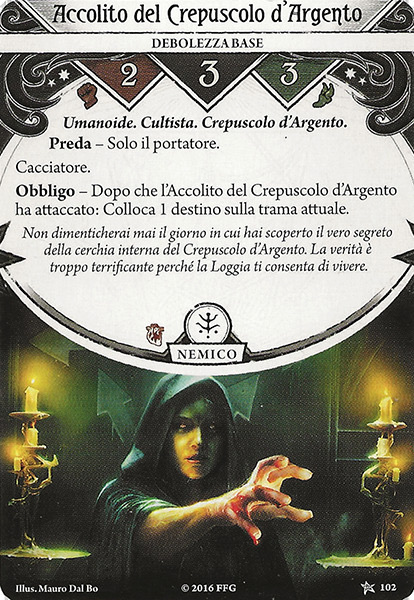 Accolito del Crepuscolo d'Argento
DEBOLEZZA BASE
2 3 3
Umanoide. Cultista. Crepuscolo d'Argento.
Preda – Solo il portatore.
Cacciatore.
Obbligo – Dopo che l'Accolito del Crepuscolo d'Argento
ha attaccato: Colloca 1 destino sulla trama attuale.
Non dimenticherai mai il giorno in cui hai scoperto il vero segreto
della cerchia interna del Crepuscolo d'Argento. La verità è
troppo terrificante perché la Loggia ti consenta di vivere.
NEMICO
Illus. Mauro Dal Bo
© 2016 FFG
102